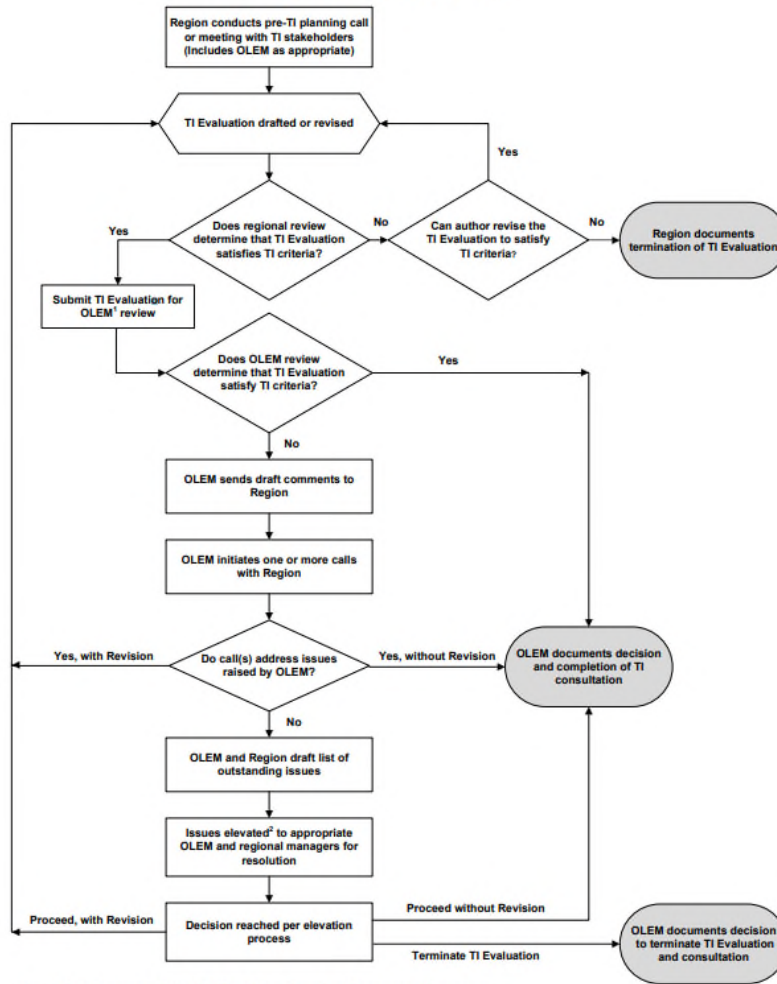 Region conducts pre-TI planning call
or meeting with TI stakeholders
(Includes OLEM as appropriate)
TI Evaluation drafted or revised
Yes
Yes
Does regional review
determine that TI Evaluation
satisfies TI criteria?
No
Can author revise the
TI Evaluation to satisfy
TI criteria?
No
Region documents
termination of TI Evaluation
Submit TI Evaluation for
OLEM¹ review
Does OLEM review
determine that TI Evaluation
satisfy TI criteria?
Yes
No
OLEM sends draft comments to
Region
OLEM initiates one or more calls
with Region
Yes, with Revision
Do call(s) address issues
raised by OLEM?
Yes, without Revision
OLEM documents decision
and completion of TI
consultation
No
OLEM and Region draft list of
outstanding issues
Issues elevated² to appropriate
OLEM and regional managers for
resolution
Proceed, with Revision
Decision reached per elevation
process
Proceed without Revision
Terminate TI Evaluation
OLEM documents decision
to terminate TI Evaluation
and consultation